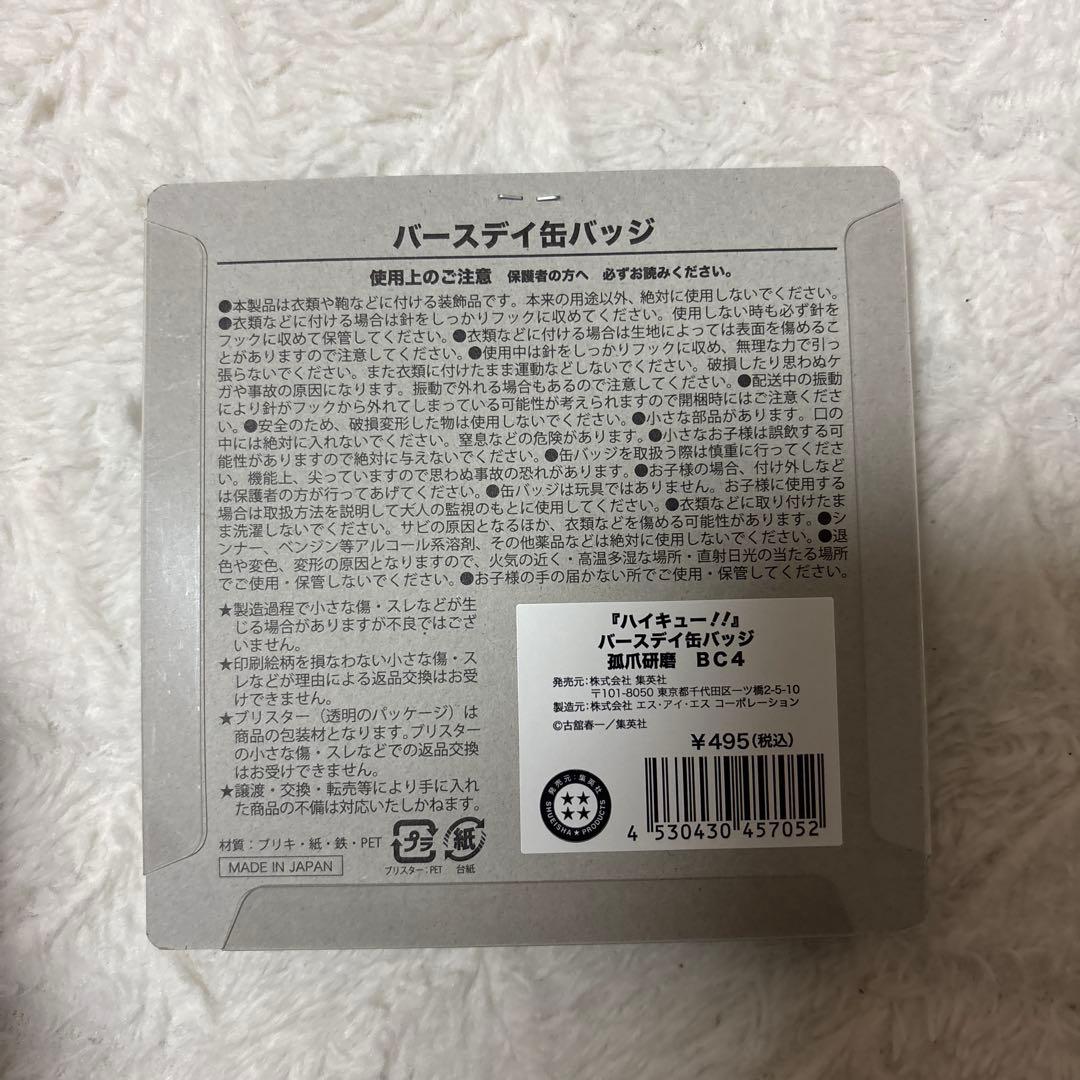 バースデイ缶バッジ
使用上のご注意　保護者の方へ　必ずお読みください。
●本製品は衣類や鞄などに付ける装飾品です。本来の用途以外、絶対に使用しないでください。
●衣類などに付ける場合は針をしっかりフックに収めてください。使用しない時も必ず針を
フックに収めて保管してください。●衣類などに付ける場合は生地によっては表面を傷めるこ
とがありますので注意してください。●使用中は針をしっかりフックに収め、無理な力で引っ
張らないでください。また衣類に付けたまま運動などしないでください。破損したり思わぬケ
ガや事故の原因になります。振動で外れる場合もあるので注意してください。●配送中の振動
により針がフックから外れてしまっている可能性が考えられますので開梱時にはご注意くださ
い。●安全のため、破損変形した物は使用しないでください。●小さな部品があります。口の
中には絶対に入れないでください。窒息などの危険があります。●小さなお子様は誤飲する可
能性がありますので絶対に与えないでください。●缶バッジを取扱う際は慎重に行ってくださ
い。機能上、尖っていますので思わぬ事故の恐れがあります。●お子様の場合、付け外しなど
は保護者の方が行ってあげてください。●缶バッジは玩具ではありません。お子様に使用する
場合は取扱方法を説明して大人の監視のもとに使用してください。●衣類などに取り付けたま
ま洗濯しないでください。サビの原因となるほか、衣類などを傷める可能性があります。●シ
ンナー、ベンジン等アルコール系溶剤、その他薬品などは絶対に使用しないでください。●退
色や変色、変形の原因となりますので、火気の近く・高温多湿な場所・直射日光の当たる場所
でご使用・保管しないでください。●お子様の手の届かない所でご使用・保管してください。
★製造過程で小さな傷・スレなどが生
じる場合がありますが不良ではござ
いません。
★印刷絵柄を損なわない小さな傷・ス
レなどが理由による返品交換はお受
けできません。
★ブリスター（透明のパッケージ）は
商品の包装材となります。ブリスター
の小さな傷・スレなどでの返品交換
はお受けできません。
★譲渡・交換・転売等により手に入れ
た商品の不備は対応いたしかねます。
材質：ブリキ・紙・鉄・PET
MADE IN JAPAN
プラ
ブリスター：PET
紙
台紙
『ハイキュー!!』
バースデイ缶バッジ
孤爪研磨　BC4
発売元：株式会社 集英社
〒101-8050 東京都千代田区一ツ橋2-5-10
製造元：株式会社 エス・アイ・エス コーポレーション
©古舘春一／集英社
¥495(税込)
発売元：集英社
SHUEISHA★PRODUCTS
4 530430 457052